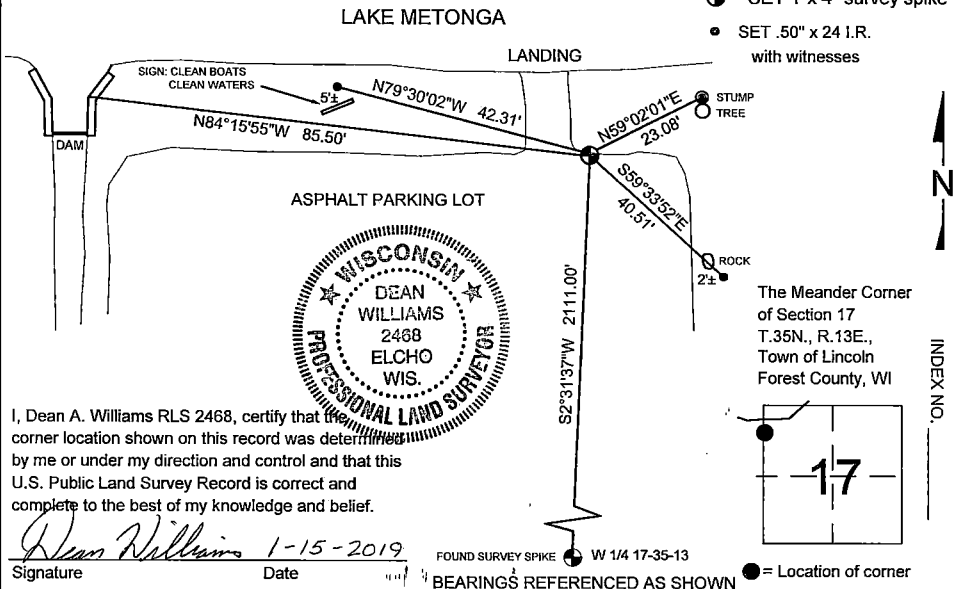 SET 1" x 4" survey spike
LAKE METONGA
SET .50" x 24 I.R.
with witnesses
LANDING
SIGN: CLEAN BOATS
CLEAN WATERS
5'±
N79°30'02"W 42.31'
N59°02'01"E
23.08'
STUMP
TREE
N84°15'55"W 85.50'
DAM
N
ASPHALT PARKING LOT
S59°33'52"E
40.51'
ROCK
2'±
WISCONSIN
DEAN
WILLIAMS
2468
ELCHO
WIS.
PROFESSIONAL LAND SURVEYOR
S2°31'37"W 2111.00'
The Meander Corner
of Section 17
T.35N., R.13E.,
Town of Lincoln
Forest County, WI
INDEX NO.
17
I, Dean A. Williams RLS 2468, certify that the
corner location shown on this record was determined
by me or under my direction and control and that this
U.S. Public Land Survey Record is correct and
complete to the best of my knowledge and belief.
Dean Williams 1-15-2019
Signature Date
FOUND SURVEY SPIKE W 1/4 17-35-13
BEARINGS REFERENCED AS SHOWN
= Location of corner